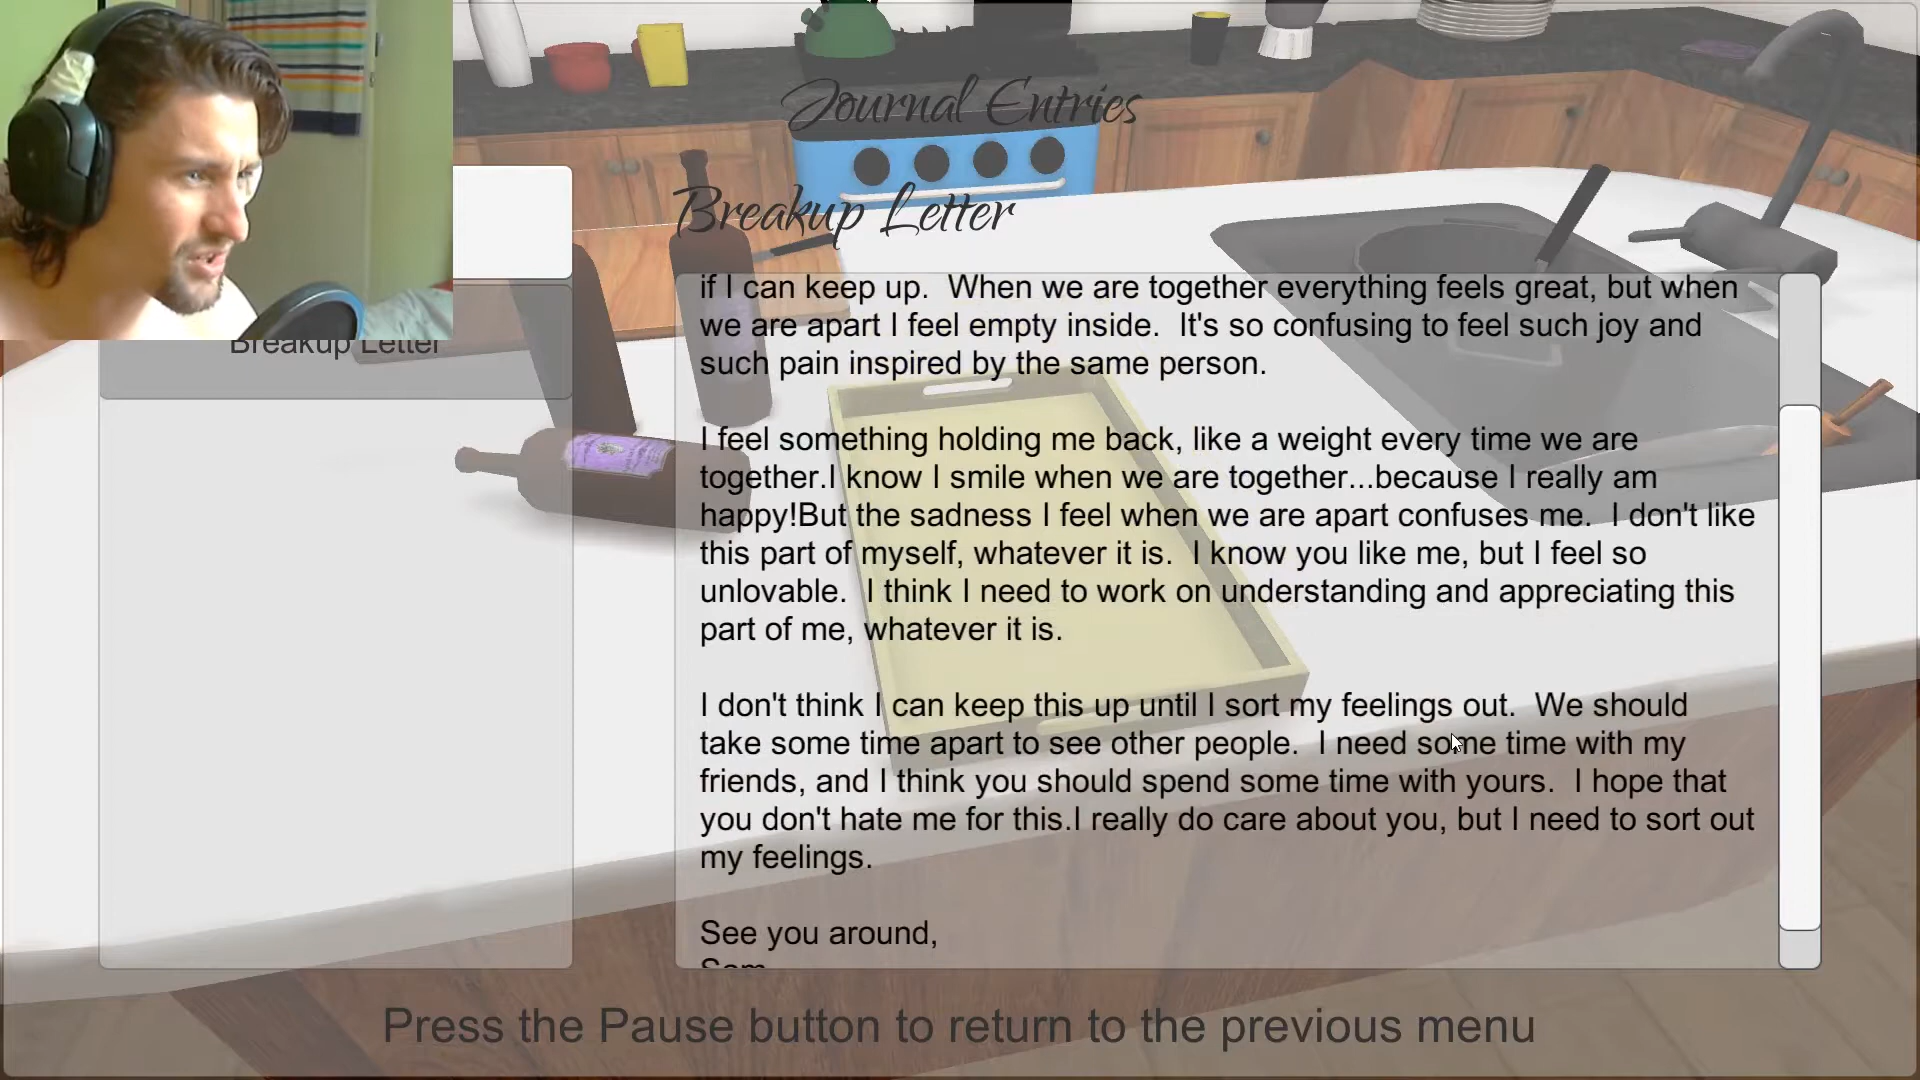 Journal Entries
Breakup Letter
Breakup Letter
if I can keep up.  When we are together everything feels great, but when
we are apart I feel empty inside.  It's so confusing to feel such joy and
such pain inspired by the same person.
I feel something holding me back, like a weight every time we are
together.I know I smile when we are together...because I really am
happy!But the sadness I feel when we are apart confuses me.  I don't like
this part of myself, whatever it is.  I know you like me, but I feel so
unlovable.  I think I need to work on understanding and appreciating this
part of me, whatever it is.
I don't think I can keep this up until I sort my feelings out.  We should
take some time apart to see other people.  I need some time with my
friends, and I think you should spend some time with yours.  I hope that
you don't hate me for this.I really do care about you, but I need to sort out
my feelings.
See you around,
Press the Pause button to return to the previous menu